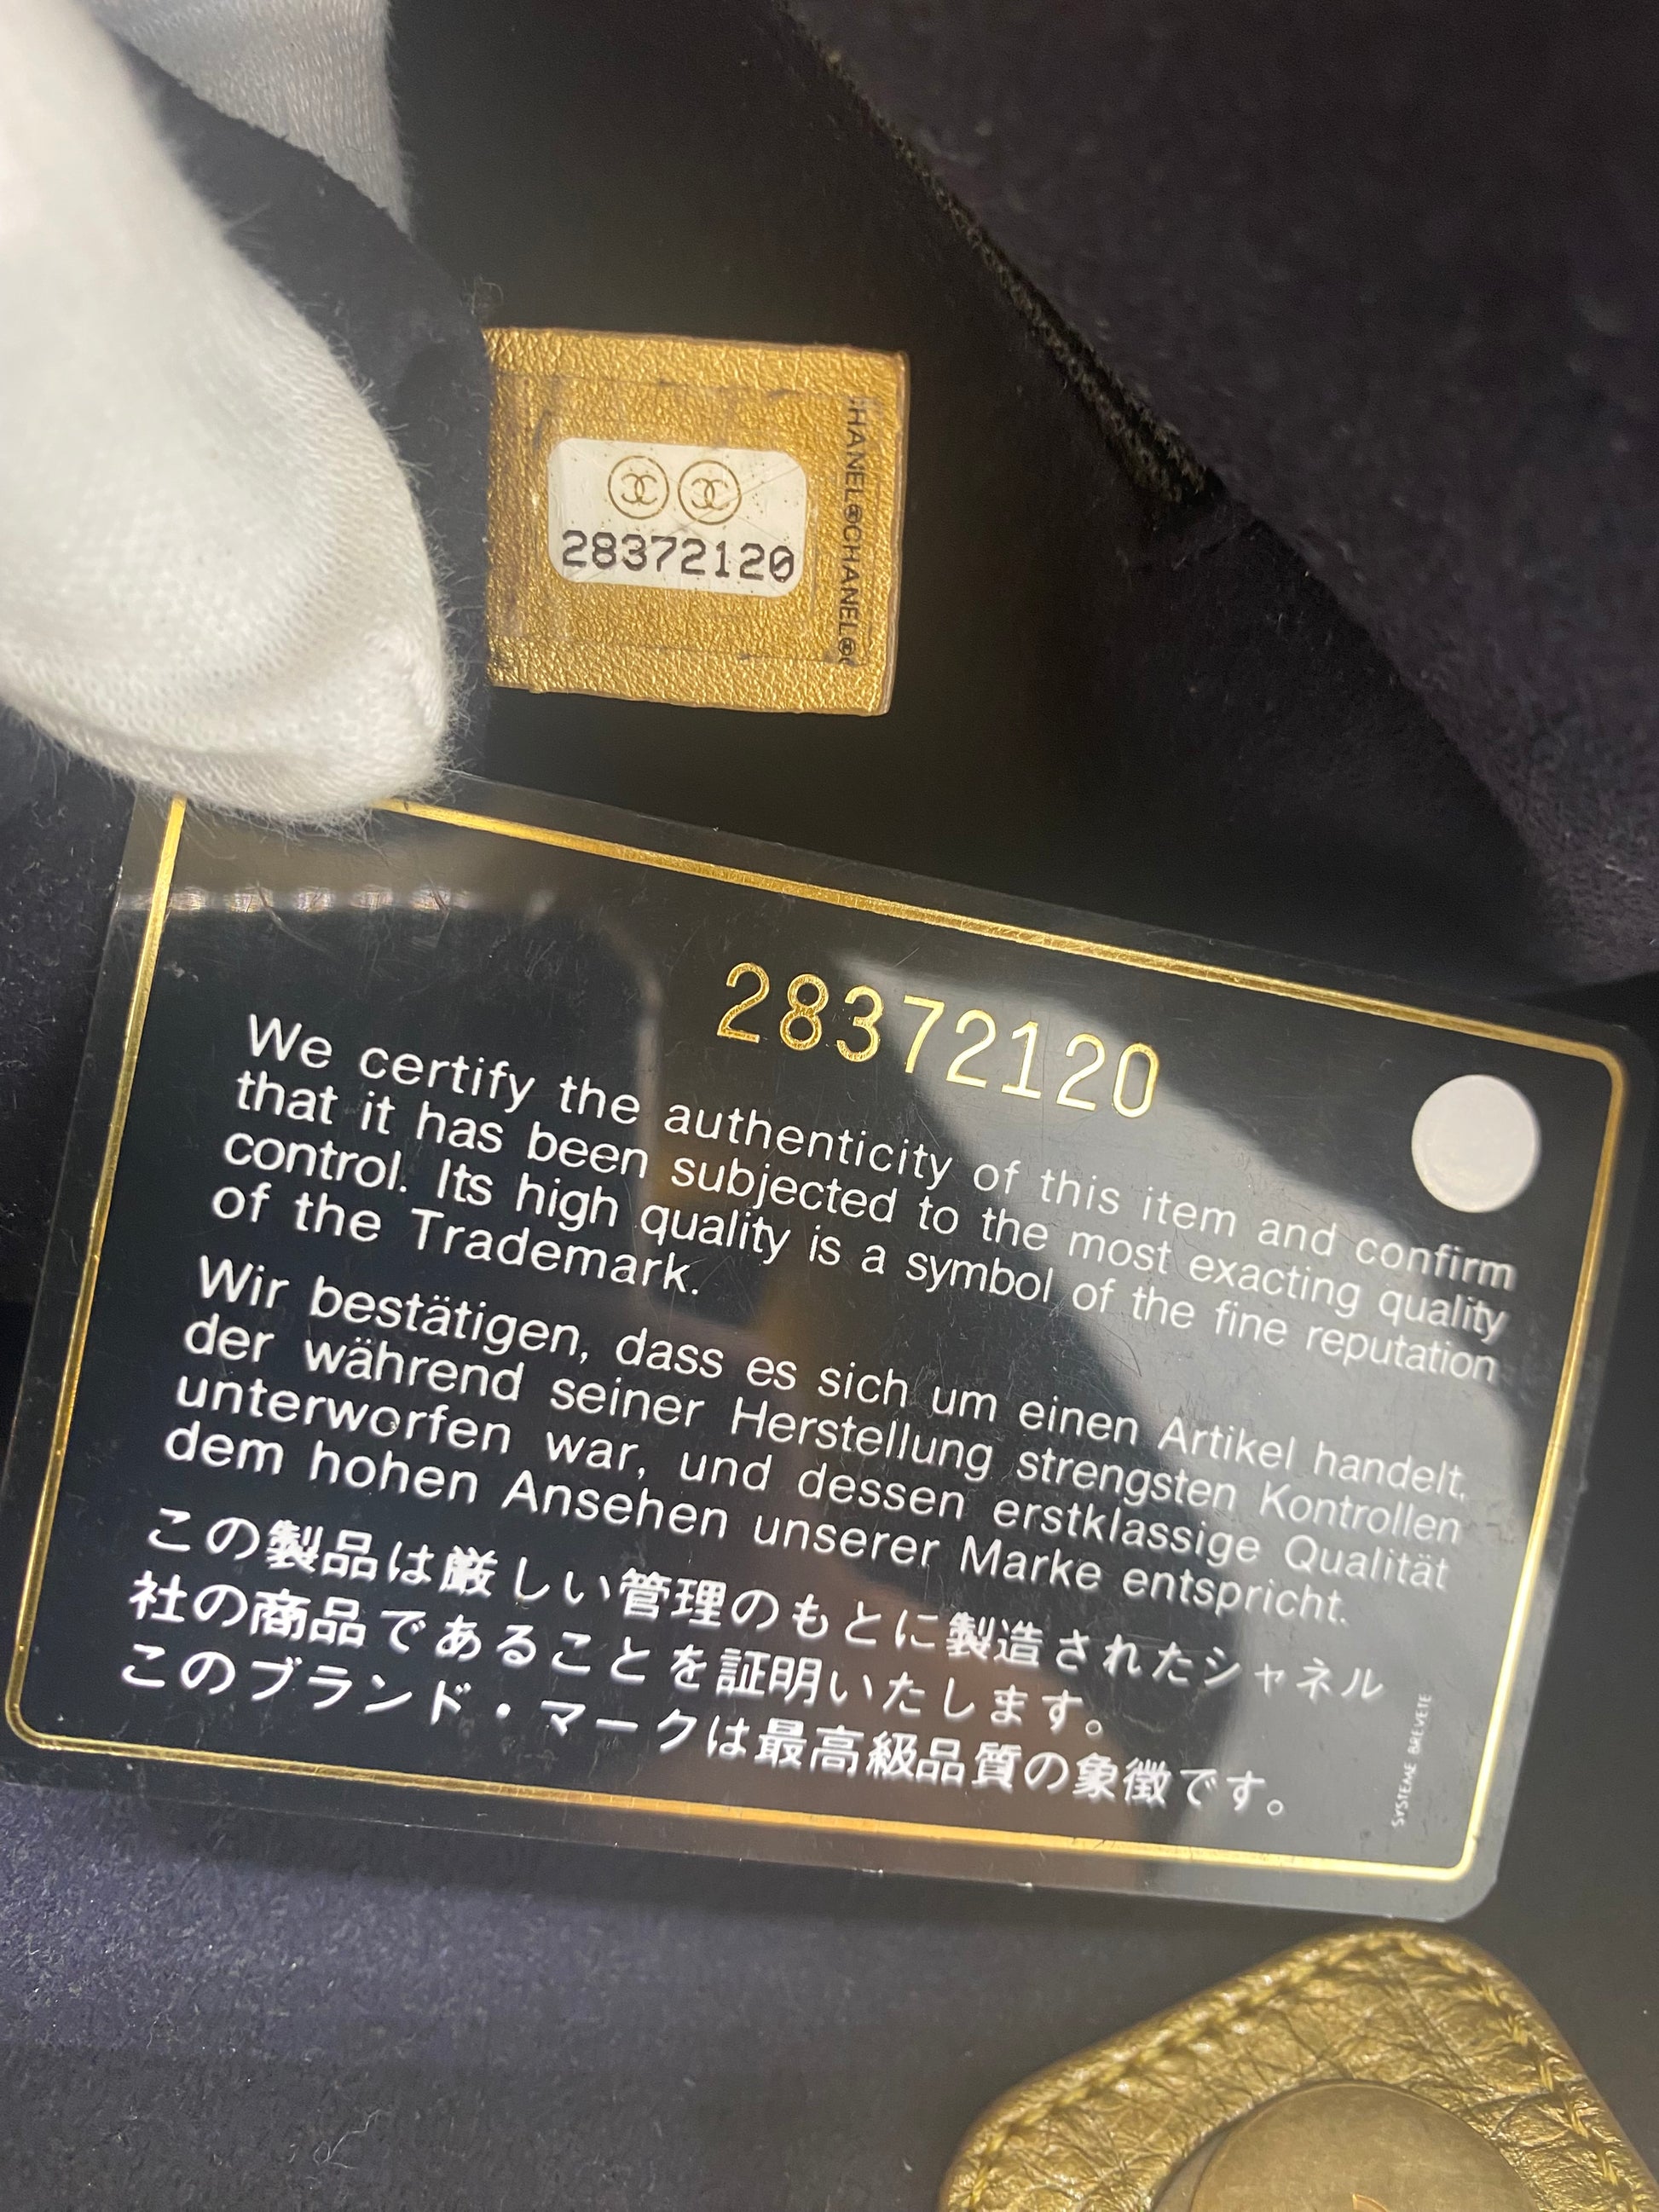 HANEL®CHANEL®
28372120
28372120
We certify the authenticity of this item and confirm
that it has been subjected to the most exacting quality
control. Its high quality is a symbol of the fine reputation
of the Trademark.
Wir bestätigen, dass es sich um einen Artikel handelt,
der während seiner Herstellung strengsten Kontrollen
unterworfen war, und dessen erstklassige Qualität
dem hohen Ansehen unserer Marke entspricht.
この製品は厳しい管理のもとに製造されたシャネル
社の商品であることを証明いたします。
このブランド・マークは最高級品質の象徴です。
SYSTEME BREVETE